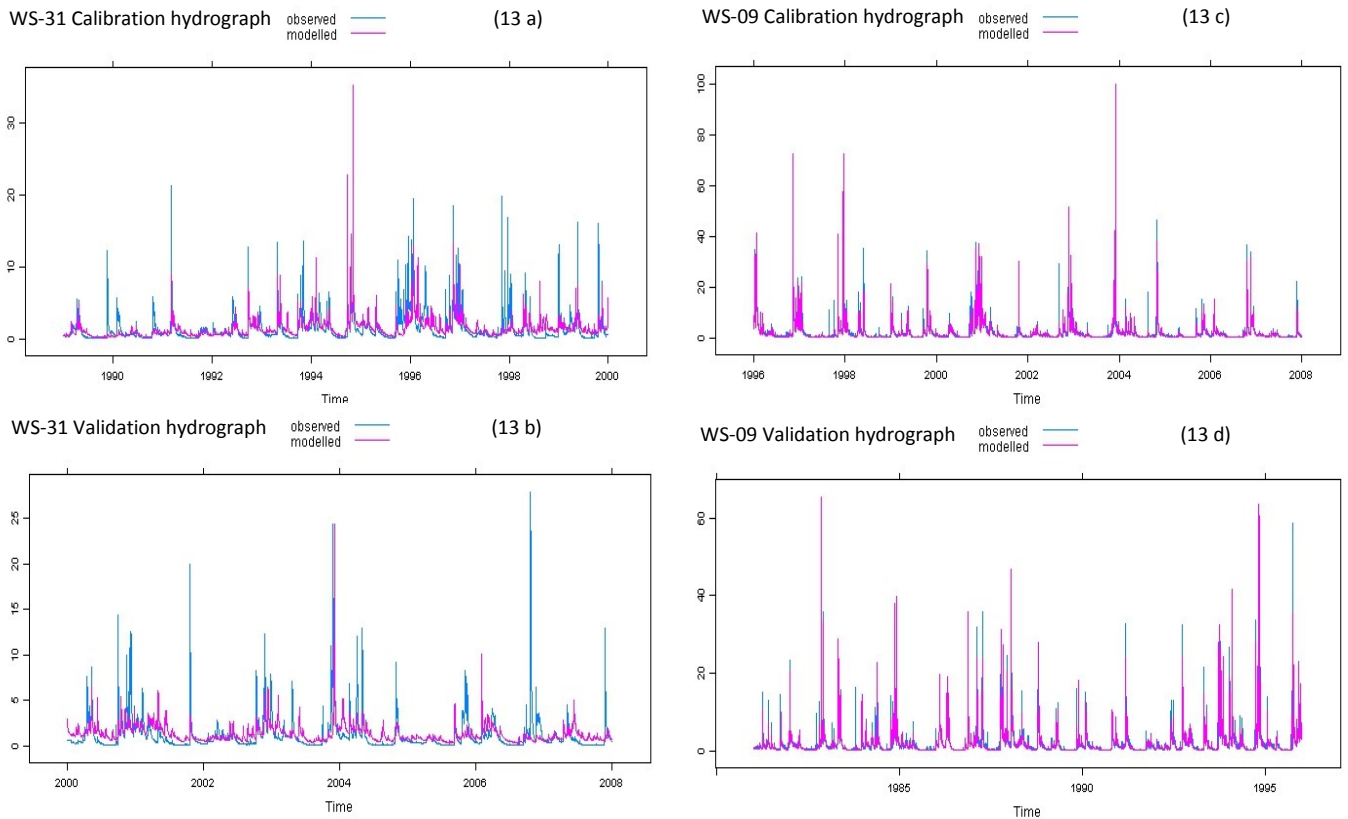 WS-31 Calibration hydrograph
observed
modelled
(13 a)
30
20
10
0
1990 1992 1994 1996 1998 2000
Time
WS-09 Calibration hydrograph
observed
modelled
(13 c)
100
80
60
40
20
0
1996 1998 2000 2002 2004 2006 2008
Time
WS-31 Validation hydrograph
observed
modelled
(13 b)
25
20
15
10
5
0
2000 2002 2004 2006 2008
Time
WS-09 Validation hydrograph
observed
modelled
(13 d)
60
40
20
0
1985 1990 1995
Time